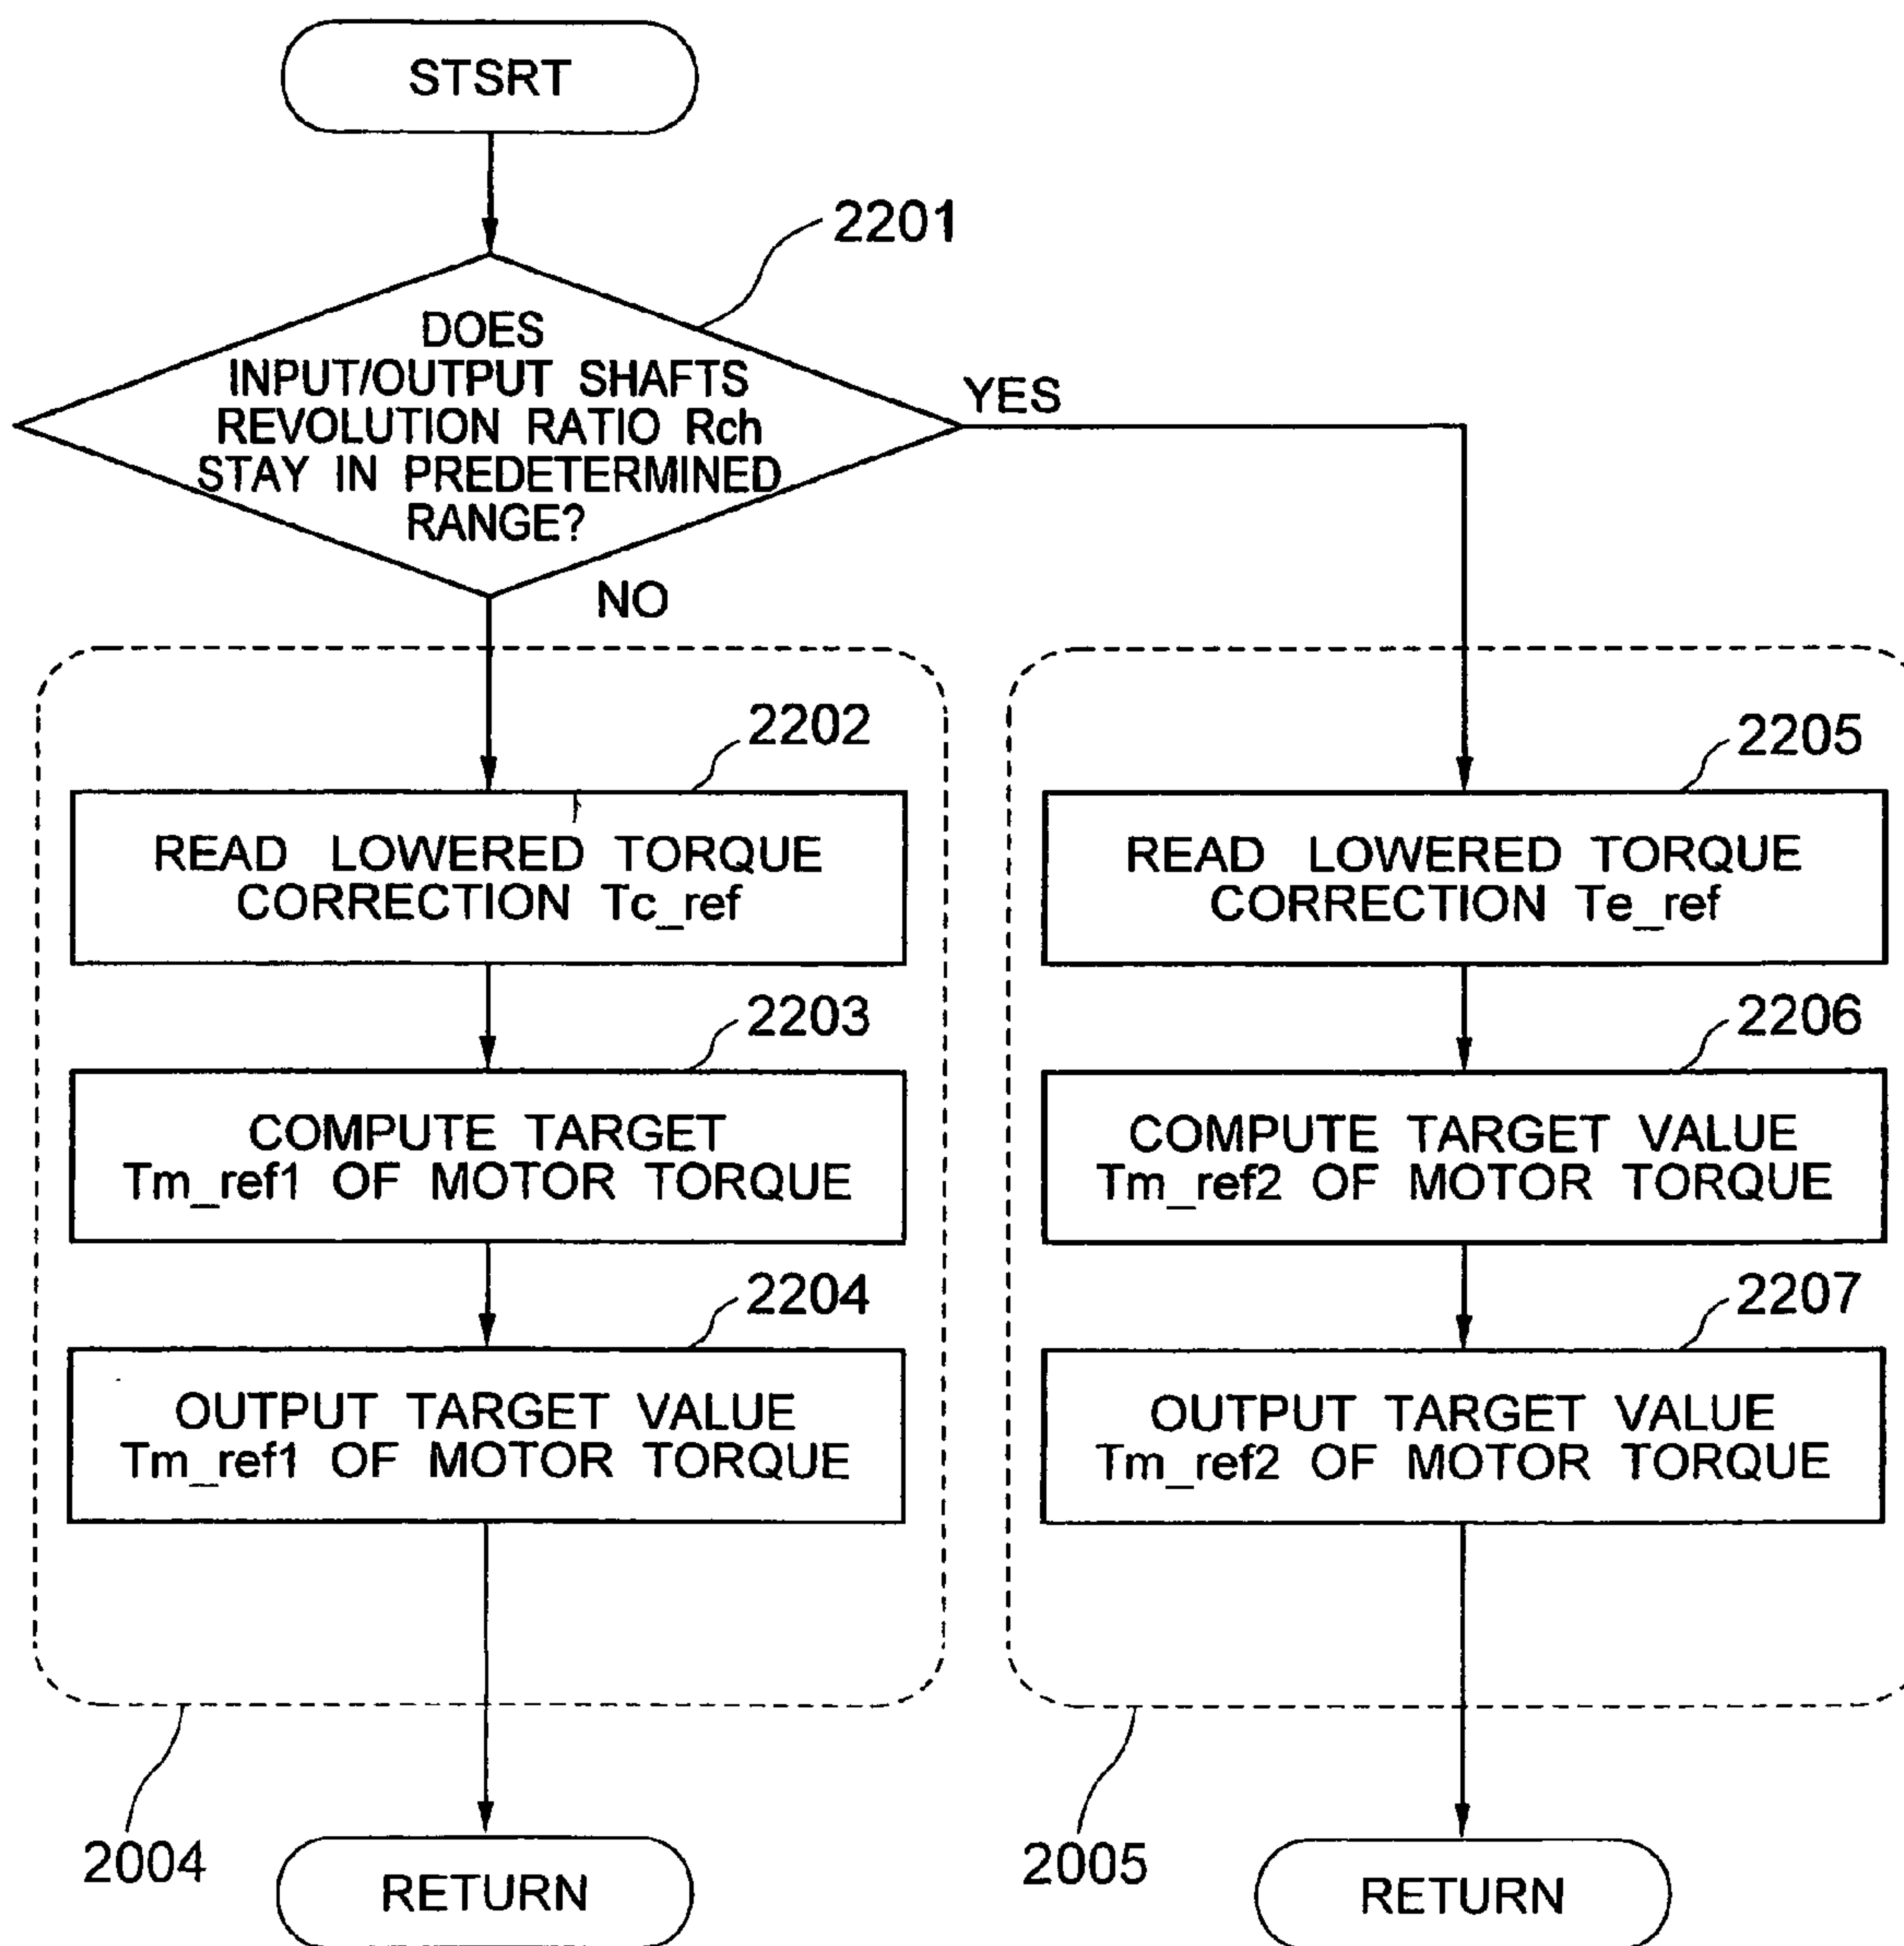 STSRT
2201
DOES
INPUT/OUTPUT SHAFTS
REVOLUTION RATIO Rch
STAY IN PREDETERMINED
RANGE?
YES
NO
2202
READ LOWERED TORQUE
CORRECTION Tc_ref
2203
COMPUTE TARGET
Tm_ref1 OF MOTOR TORQUE
2204
OUTPUT TARGET VALUE
Tm_ref1 OF MOTOR TORQUE
2004
RETURN
2205
READ LOWERED TORQUE
CORRECTION Te_ref
2206
COMPUTE TARGET VALUE
Tm_ref2 OF MOTOR TORQUE
2207
OUTPUT TARGET VALUE
Tm_ref2 OF MOTOR TORQUE
2005
RETURN